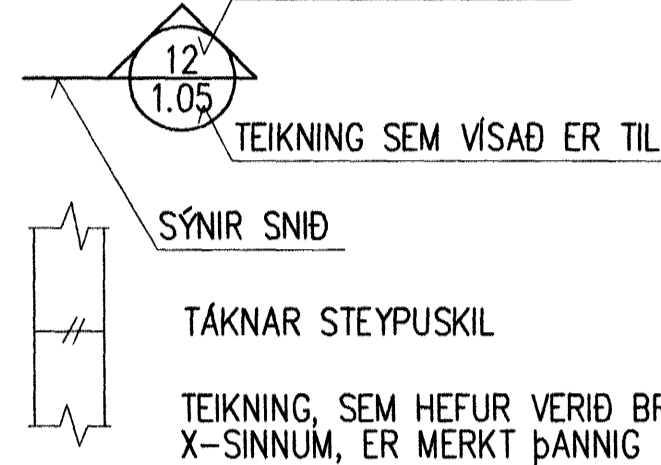 12
1.05
TEIKNING SEM VÍSAÐ ER TIL
SÝNIR SNIÐ
TÁKNAR STEYPUSKIL
TEIKNING, SEM HEFUR VERIÐ
X-SINNUM, ER MERKT ÞANNIG